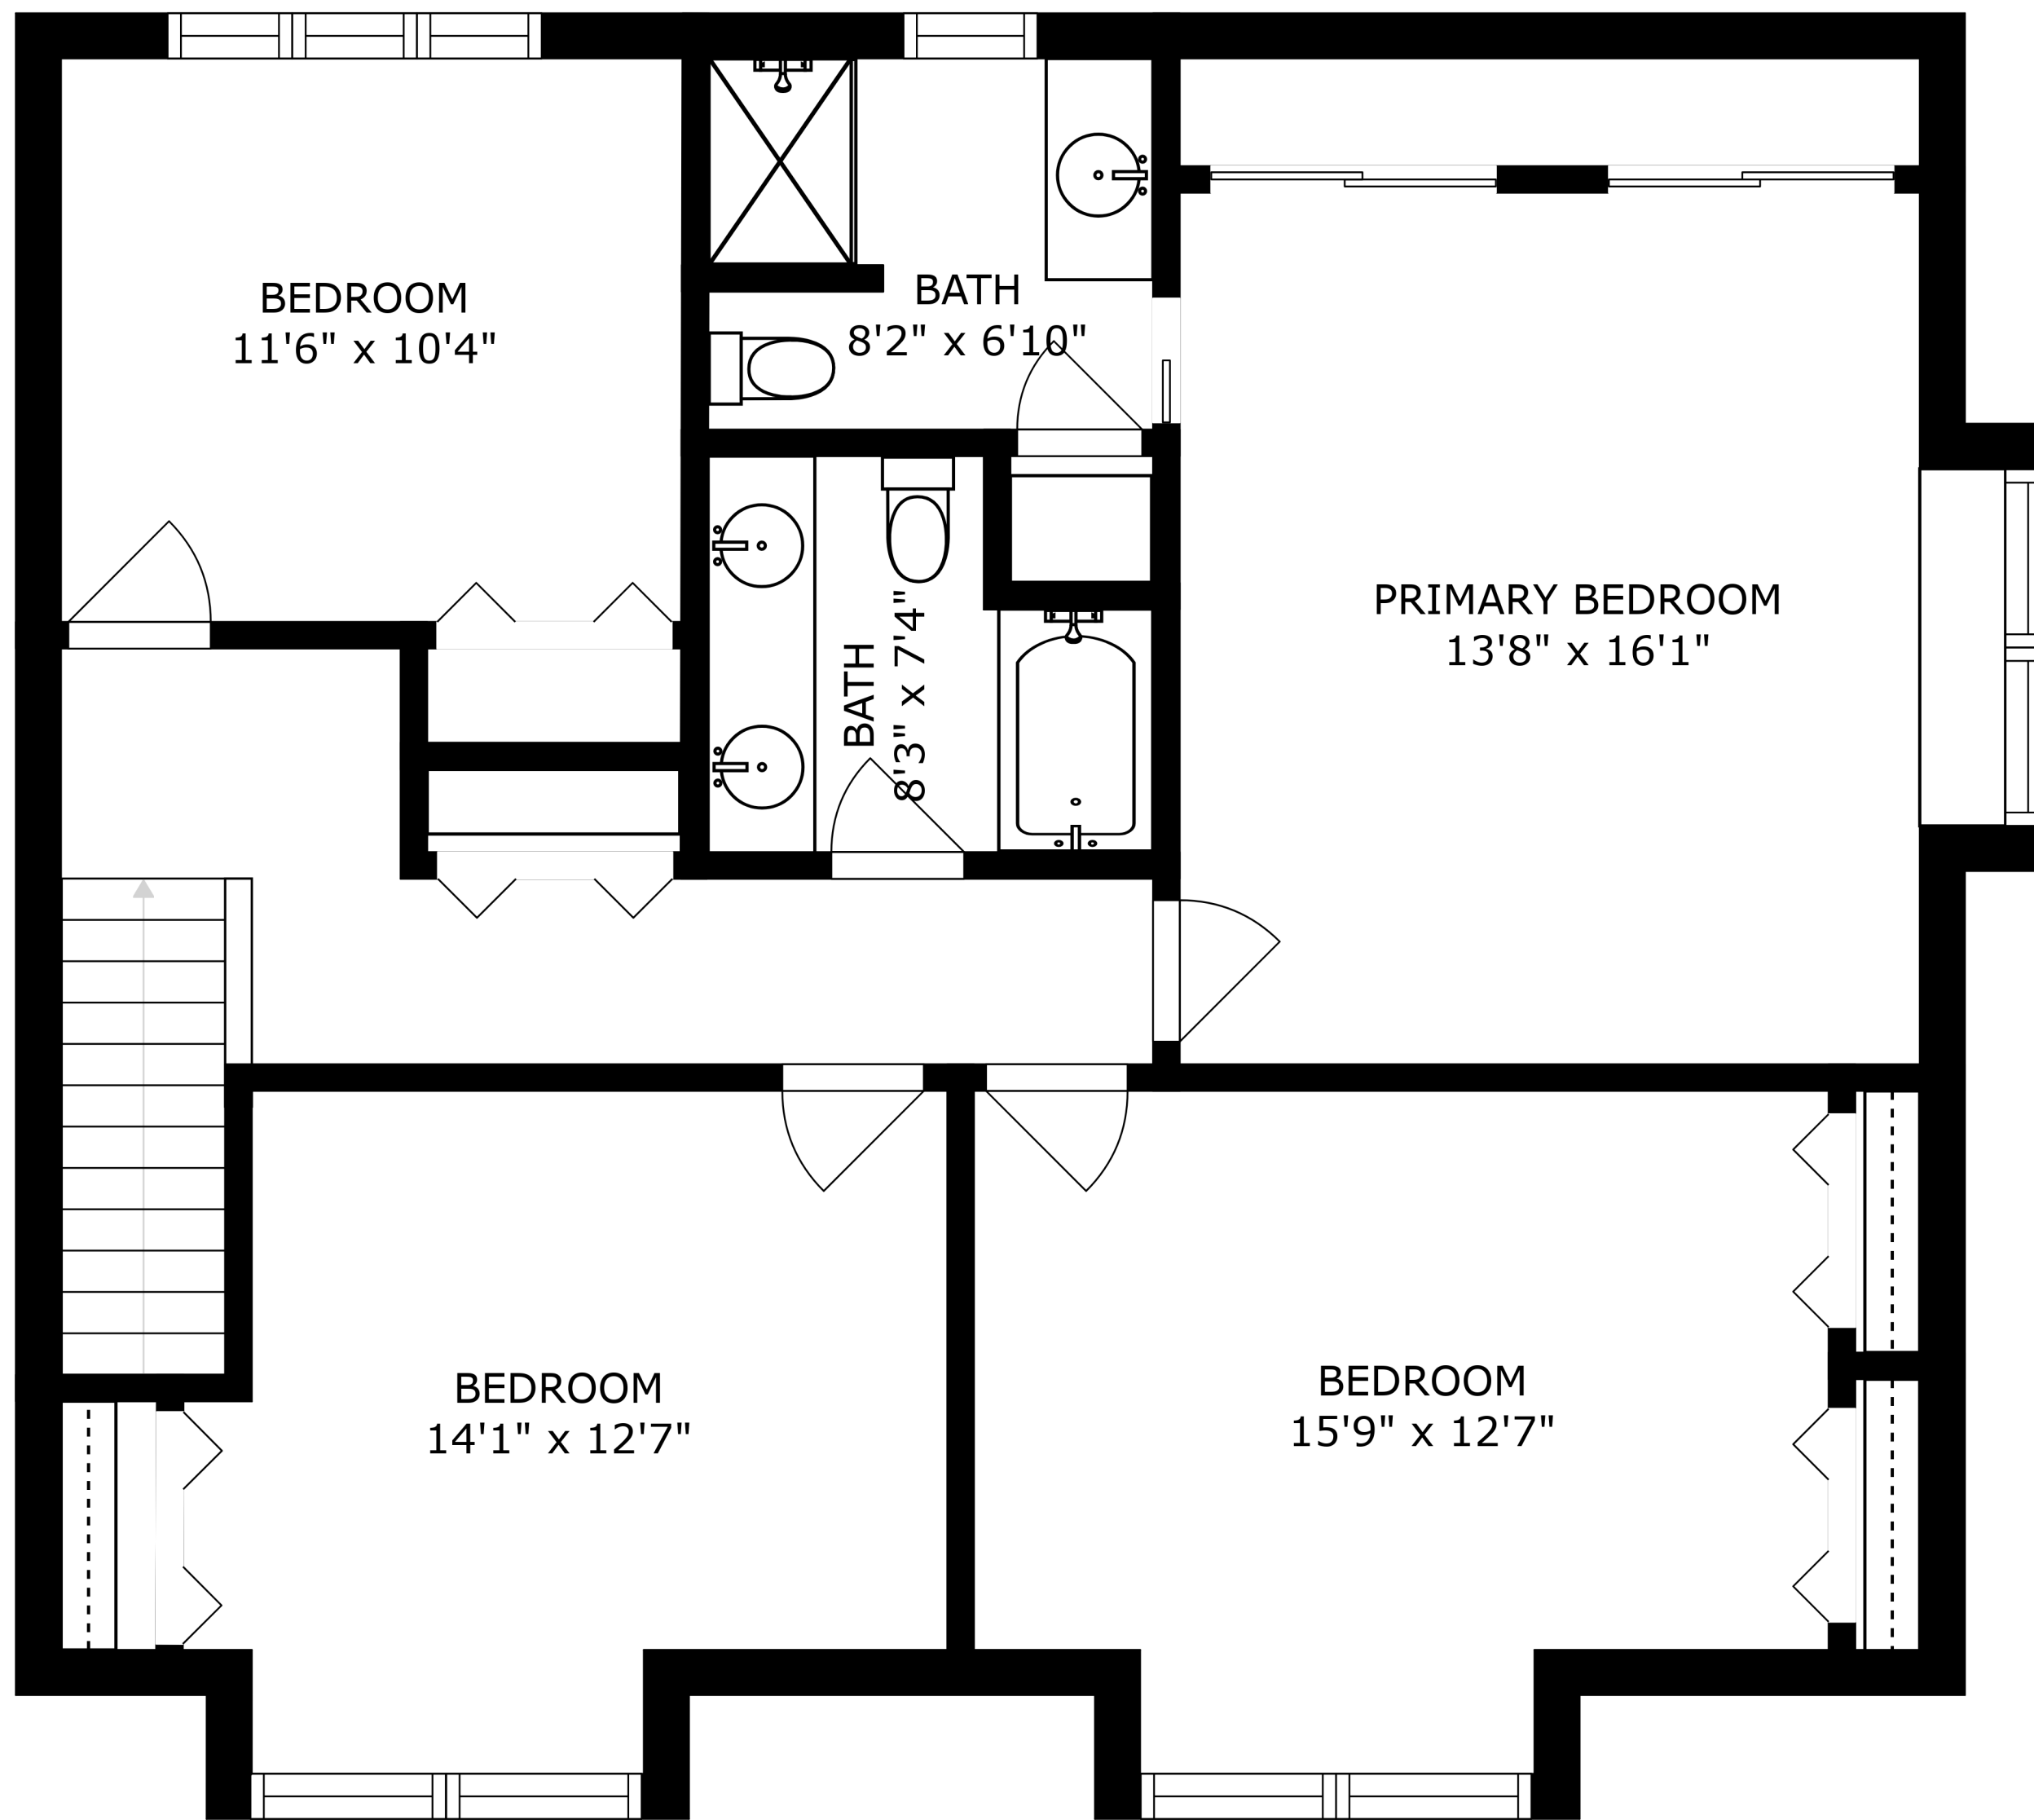 BEDROOM
11'6" x 10'4"
BATH
8'2" x 6'10"
BATH
8'3" x 7'4"
PRIMARY BEDROOM
13'8" x 16'1"
BEDROOM
14'1" x 12'7"
BEDROOM
15'9" x 12'7"